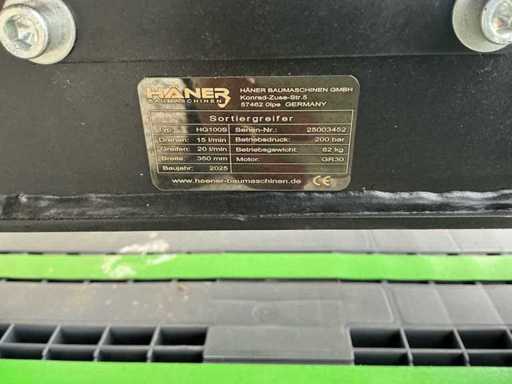 HÄNER
BAUMASCHINEN
HÄNER BAUMASCHINEN GMBH
Konrad-Zuse-Str.5
57462 Olpe GERMANY
Sortiergreifer
HG100S Serien-Nr.: 25003452
Drehen: 15 l/min Betriebsdruck: 200 bar
Greifen: 20 l/min Betriebsgewicht: 82 kg
Breite: 350 mm Motor: GR30
Baujahr: 2025
www.haener-baumaschinen.de CE